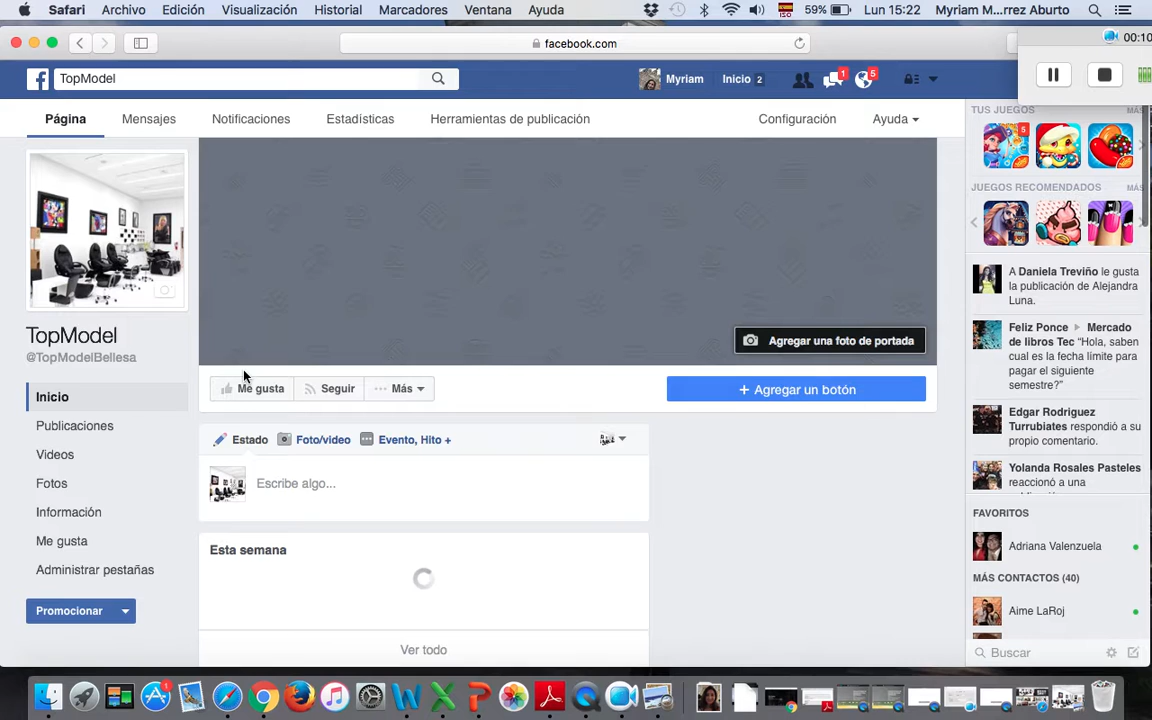 Safari Archivo Edición Visualización Historial Marcadores Ventana Ayuda ISO 59% Lun 15:22 Myriam M...rrez Aburto
facebook.com
00:10
TopModel
Myriam Inicio 2 1 5
Página Mensajes Notificaciones Estadísticas Herramientas de publicación Configuración Ayuda
Agregar una foto de portada
TopModel
@TopModelBellesa
Me gusta Seguir Más + Agregar un botón
Inicio
Publicaciones
Videos
Fotos
Información
Me gusta
Administrar pestañas
Promocionar
Estado Foto/video Evento, Hito +
Escribe algo...
Esta semana
Ver todo
TUS JUEGOS MÁS
5
JUEGOS RECOMENDADOS MÁS
A Daniela Treviño le gusta
la publicación de Alejandra
Luna.
Feliz Ponce ▸ Mercado
de libros Tec “Hola, saben
cual es la fecha límite para
pagar el siguiente
semestre?”
Edgar Rodriguez
Turrubiates respondió a su
propio comentario.
Yolanda Rosales Pasteles
reaccionó a una
FAVORITOS
Adriana Valenzuela
MÁS CONTACTOS (40)
Aime LaRoj
Buscar
1